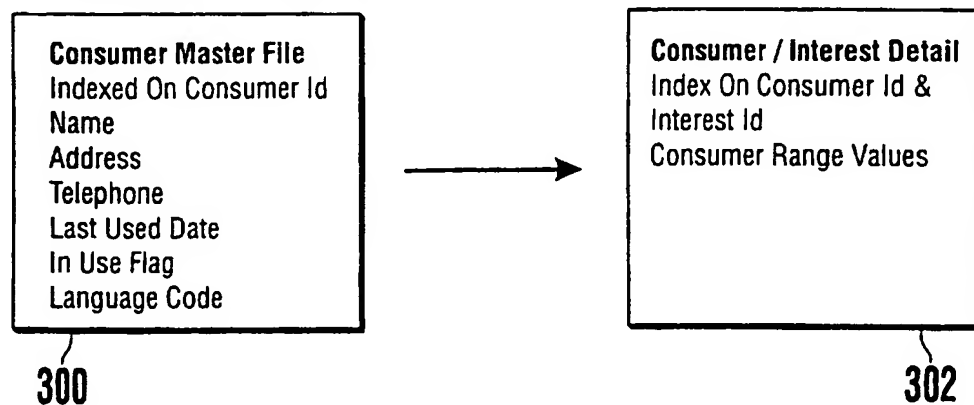 Consumer Master File
Indexed On Consumer Id
Name
Address
Telephone
Last Used Date
In Use Flag
Language Code
300
Consumer / Interest Detail
Index On Consumer Id &
Interest Id
Consumer Range Values
302